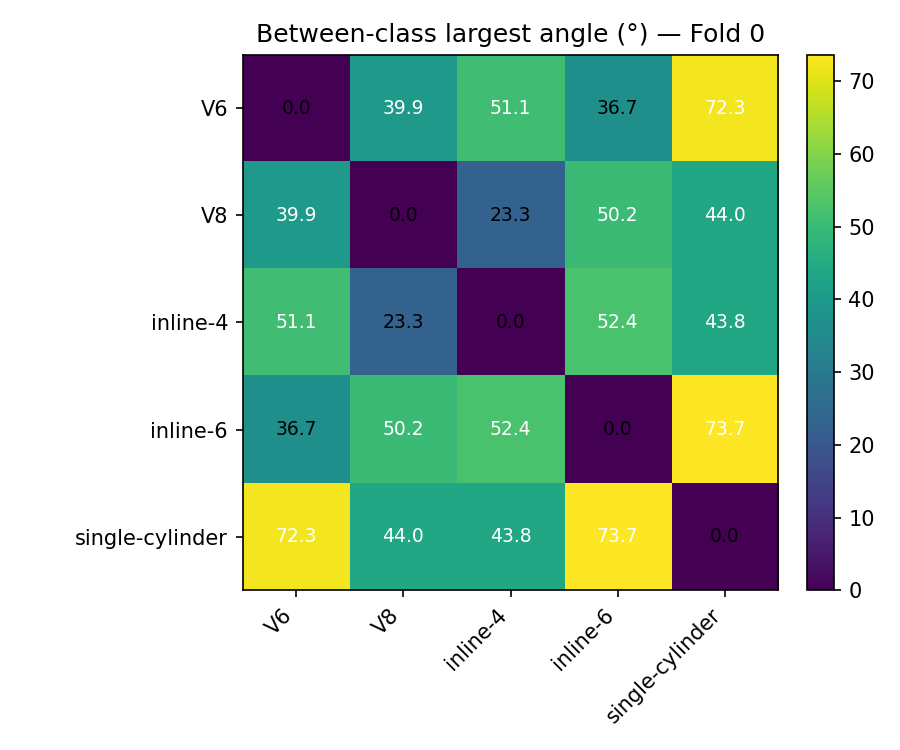 Between-class largest angle (°) — Fold 0
V6 0.0 39.9 51.1 36.7 72.3
V8 39.9 0.0 23.3 50.2 44.0
inline-4 51.1 23.3 0.0 52.4 43.8
inline-6 36.7 50.2 52.4 0.0 73.7
single-cylinder 72.3 44.0 43.8 73.7 0.0
V6 V8 inline-4 inline-6 single-cylinder
70
60
50
40
30
20
10
0